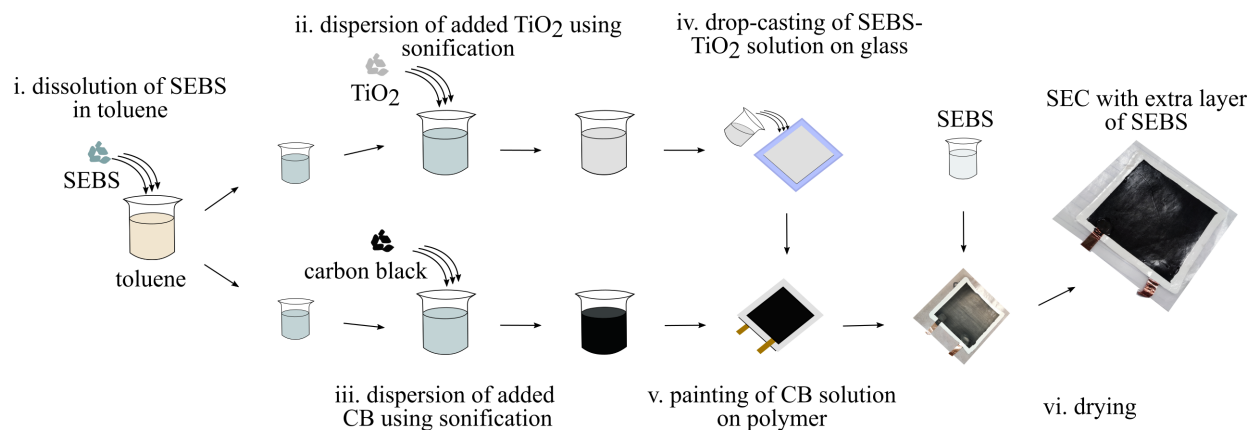 i. dissolution of SEBS
in toluene
SEBS
toluene
ii. dispersion of added TiO2 using
sonification
TiO2
carbon black
iii. dispersion of added
CB using sonification
iv. drop-casting of SEBS-
TiO2 solution on glass
v. painting of CB solution
on polymer
SEBS
SEC with extra layer
of SEBS
vi. drying